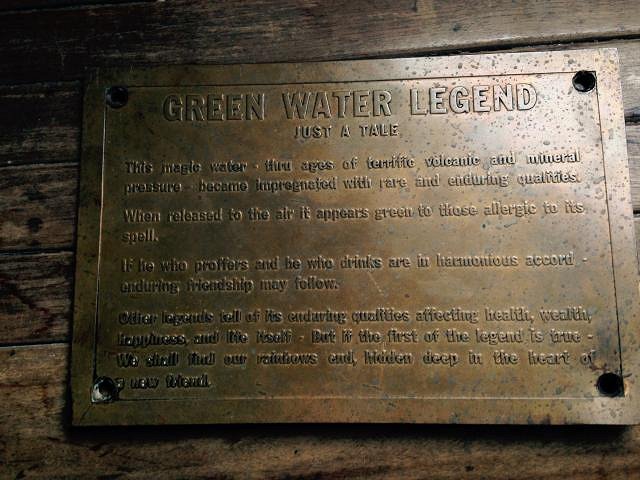 GREEN WATER LEGEND
JUST A TALE
This magic water - thru ages of terrific volcanic and mineral
pressure - became impregnated with rare and enduring qualities.
When released to the air it appears green to those allergic to its
spell.
If he who proffers and he who drinks are in harmonious accord -
enduring friendship may follow.
Other legends tell of its enduring qualities affecting health, wealth,
happiness, and life itself - But if the first of the legend is true -
We shall find our rainbows end, hidden deep in the heart of
a new friend.